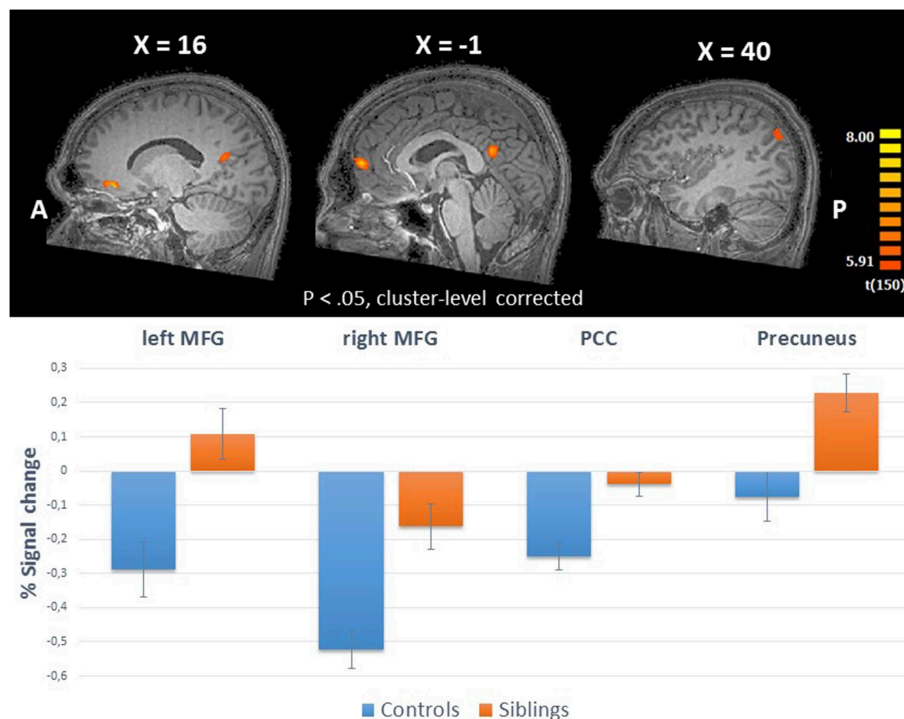 X = 16
X = -1
X = 40
A
P
8.00
5.91
t(150)
P < .05, cluster-level corrected
left MFG
right MFG
PCC
Precuneus
% Signal change
0,3
0,2
0,1
0
-0,1
-0,2
-0,3
-0,4
-0,5
-0,6
Controls
Siblings